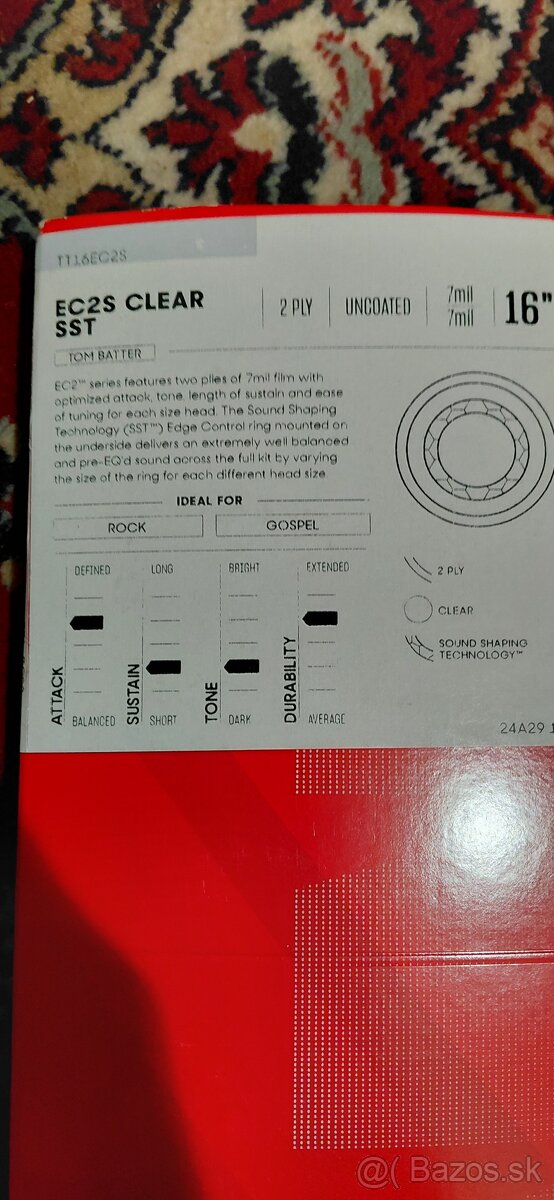 TT16EC2S
EC2S CLEAR
SST
2 PLY
UNCOATED
7mil
7mil
16"
TOM BATTER
EC2™ series features two plies of 7mil film with
optimized attack, tone, length of sustain and ease
of tuning for each size head. The Sound Shaping
Technology (SST™) Edge Control ring mounted on
the underside delivers an extremely well balanced
and pre-EQ'd sound across the full kit by varying
the size of the ring for each different head size.
IDEAL FOR
ROCK
GOSPEL
DEFINED
LONG
BRIGHT
EXTENDED
ATTACK
SUSTAIN
TONE
DURABILITY
BALANCED
SHORT
DARK
AVERAGE
2 PLY
CLEAR
SOUND SHAPING
TECHNOLOGY™
24A29
@( Bazos.sk